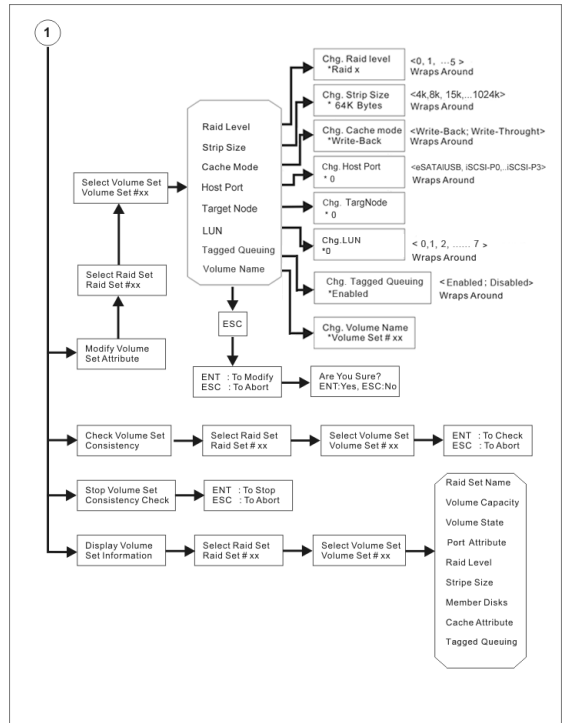 1
Raid Level
Strip Size
Cache Mode
Host Port
Target Node
LUN
Tagged Queuing
Volume Name
Chg. Raid level
*Raid x
<0, 1, ...5 >
Wraps Around
Chg. Strip Size
* 64K Bytes
<4k,8k, 15k,...1024k>
Wraps Around
Chg. Cache mode
*Write-Back
<Write-Back; Write-Throught>
Wraps Around
Chg. Host Port
* 0
<eSATAIUSB, iSCSI-P0,..iSCSI-P3>
Wraps Around
Chg. TargNode
* 0
Chg.LUN
*0
< 0,1, 2, ...... 7 >
Wraps Around
Chg. Tagged Queuing
*Enabled
<Enabled; Disabled>
Wraps Around
Chg. Volume Name
*Volume Set # xx
Select Volume Set
Volume Set #xx
Select Raid Set
Raid Set #xx
Modify Volume
Set Attribute
ESC
ENT : To Modify
ESC : To Abort
Are You Sure?
ENT:Yes, ESC:No
Check Volume Set
Consistency
Select Raid Set
Raid Set # xx
Select Volume Set
Volume Set # xx
ENT : To Check
ESC : To Abort
Stop Volume Set
Consistency Check
ENT : To Stop
ESC : To Abort
Display Volume
Set Information
Select Raid Set
Raid Set # xx
Select Volume Set
Volume Set # xx
Raid Set Name
Volume Capacity
Volume State
Port Attribute
Raid Level
Stripe Size
Member Disks
Cache Attribute
Tagged Queuing